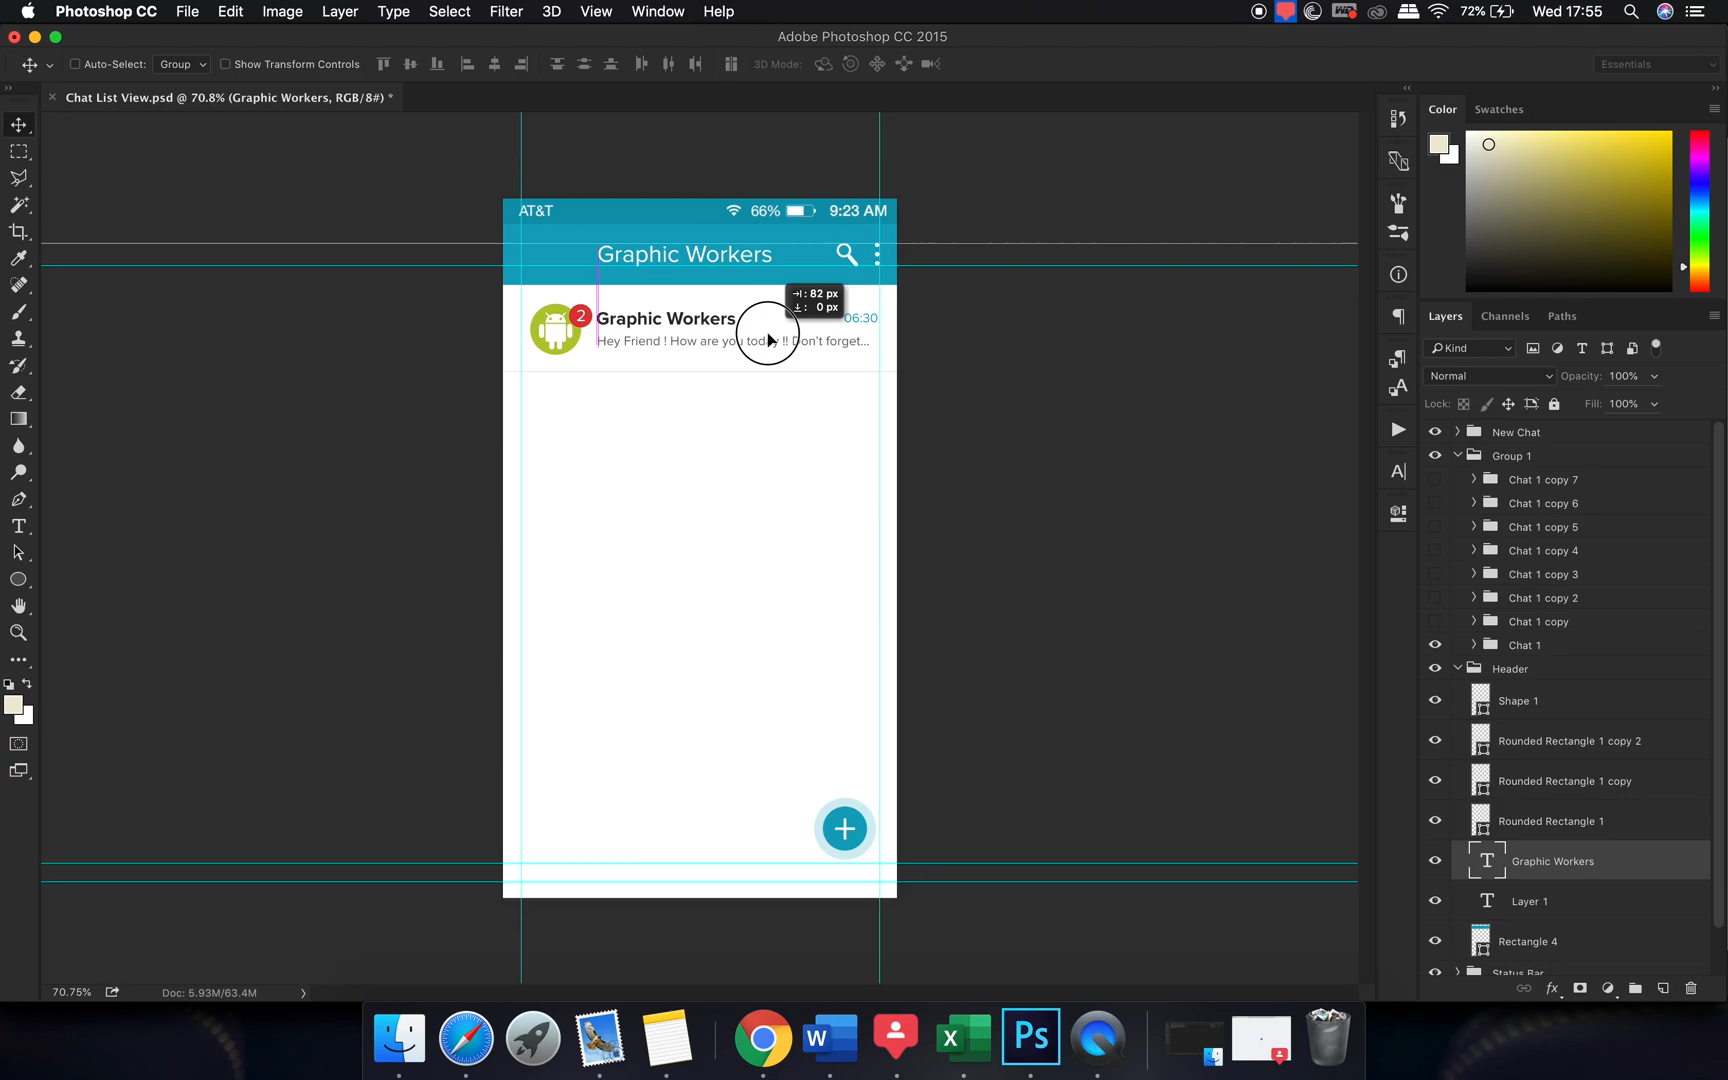 Photoshop CC File Edit Image Layer Type Select Filter 3D View Window Help 72% Wed 17:55
Adobe Photoshop CC 2015
Auto-Select: Group Show Transform Controls 3D Mode: Essentials
Chat List View.psd @ 70.8% (Graphic Workers, RGB/8#) *
Color Swatches
AT&T 66% 9:23 AM
Graphic Workers
82 px
0 px
2 Graphic Workers 06:30
Hey Friend ! How are you today !! Don't forget...
Layers Channels Paths
Kind
Normal Opacity: 100%
Lock: Fill: 100%
New Chat
Group 1
Chat 1 copy 7
Chat 1 copy 6
Chat 1 copy 5
Chat 1 copy 4
Chat 1 copy 3
Chat 1 copy 2
Chat 1 copy
Chat 1
Header
Shape 1
Rounded Rectangle 1 copy 2
Rounded Rectangle 1 copy
Rounded Rectangle 1
Graphic Workers
Layer 1
Rectangle 4
Status Bar
70.75% Doc: 5.93M/63.4M